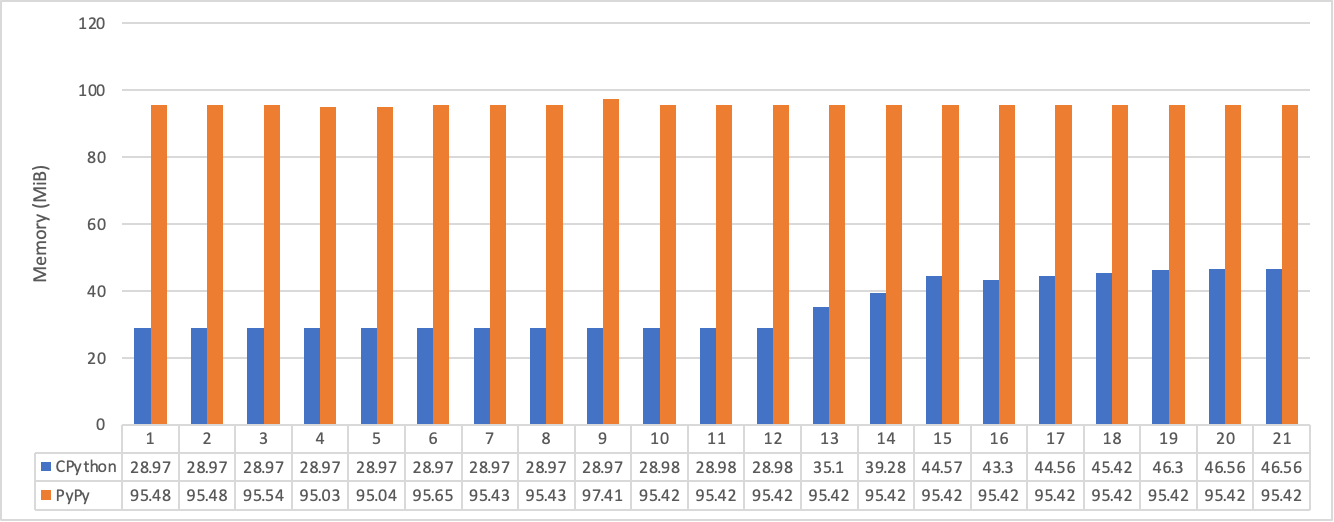 120
100
80
60
40
20
0
Memory (MiB)
1 2 3 4 5 6 7 8 9 10 11 12 13 14 15 16 17 18 19 20 21
CPython 28.97 28.97 28.97 28.97 28.97 28.97 28.97 28.97 28.97 28.98 28.98 28.98 35.1 39.28 44.57 43.3 44.56 45.42 46.3 46.56 46.56
PyPy 95.48 95.48 95.54 95.03 95.04 95.65 95.43 95.43 97.41 95.42 95.42 95.42 95.42 95.42 95.42 95.42 95.42 95.42 95.42 95.42 95.42